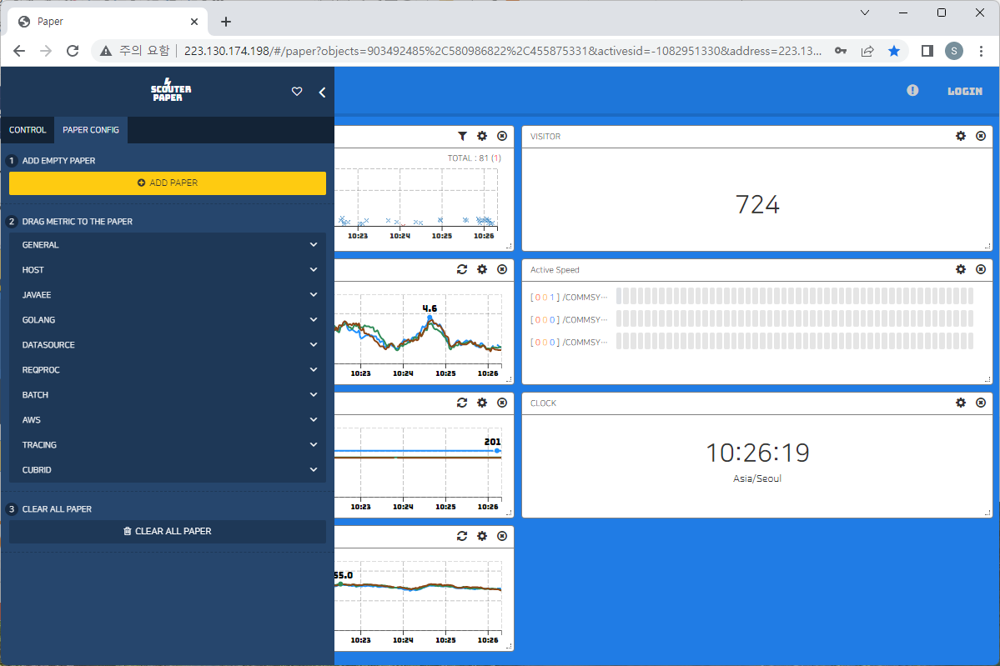 Paper
주의 요함
223.130.174.198/#/paper?objects=903492485%2C580986822%2C455875331&activesid=-1082951330&address=223.13...
S
SCOUTER
PAPER
LOGIN
CONTROL
PAPER CONFIG
1 ADD EMPTY PAPER
ADD PAPER
2 DRAG METRIC TO THE PAPER
GENERAL
HOST
JAVAEE
GOLANG
DATASOURCE
REQPROC
BATCH
AWS
TRACING
CUBRID
3 CLEAR ALL PAPER
CLEAR ALL PAPER
TOTAL : 81 (1)
10:23 10:24 10:25 10:26
VISITOR
724
4.6
10:23 10:24 10:25 10:26
Active Speed
[ 0 0 1 ] /COMMSY···
[ 0 0 0 ] /COMMSY···
[ 0 0 0 ] /COMMSY···
201
10:23 10:24 10:25 10:26
CLOCK
10:26:19
Asia/Seoul
55.0
10:23 10:24 10:25 10:26